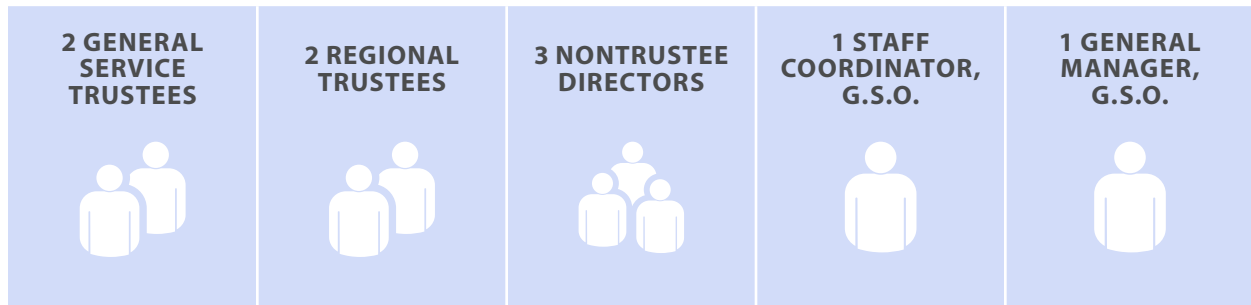 2 GENERAL
SERVICE
TRUSTEES
2 REGIONAL
TRUSTEES
3 NONTRUSTEE
DIRECTORS
1 STAFF
COORDINATOR,
G.S.O.
1 GENERAL
MANAGER,
G.S.O.